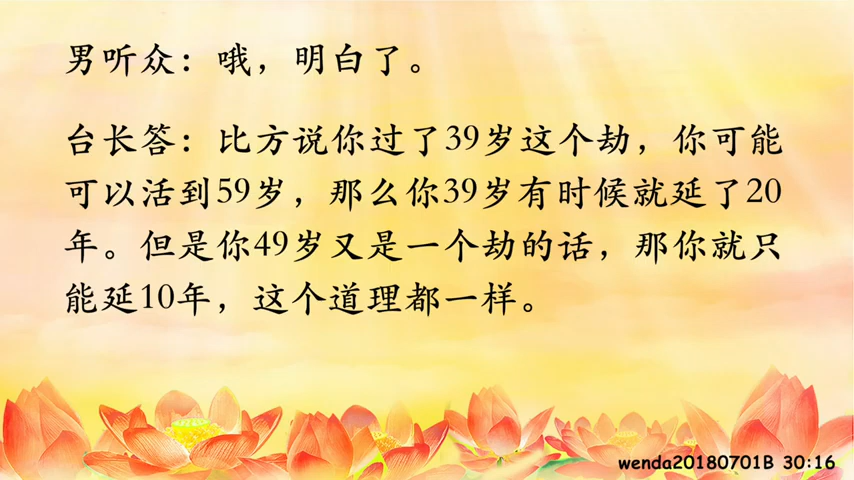 男听众：哦，明白了。
台长答：比方说你过了39岁这个劫，你可能
可以活到59岁，那么你39岁有时候就延了20
年。但是你49岁又是一个劫的话，那你就只
能延10年，这个道理都一样。
wenda20180701B 30:16